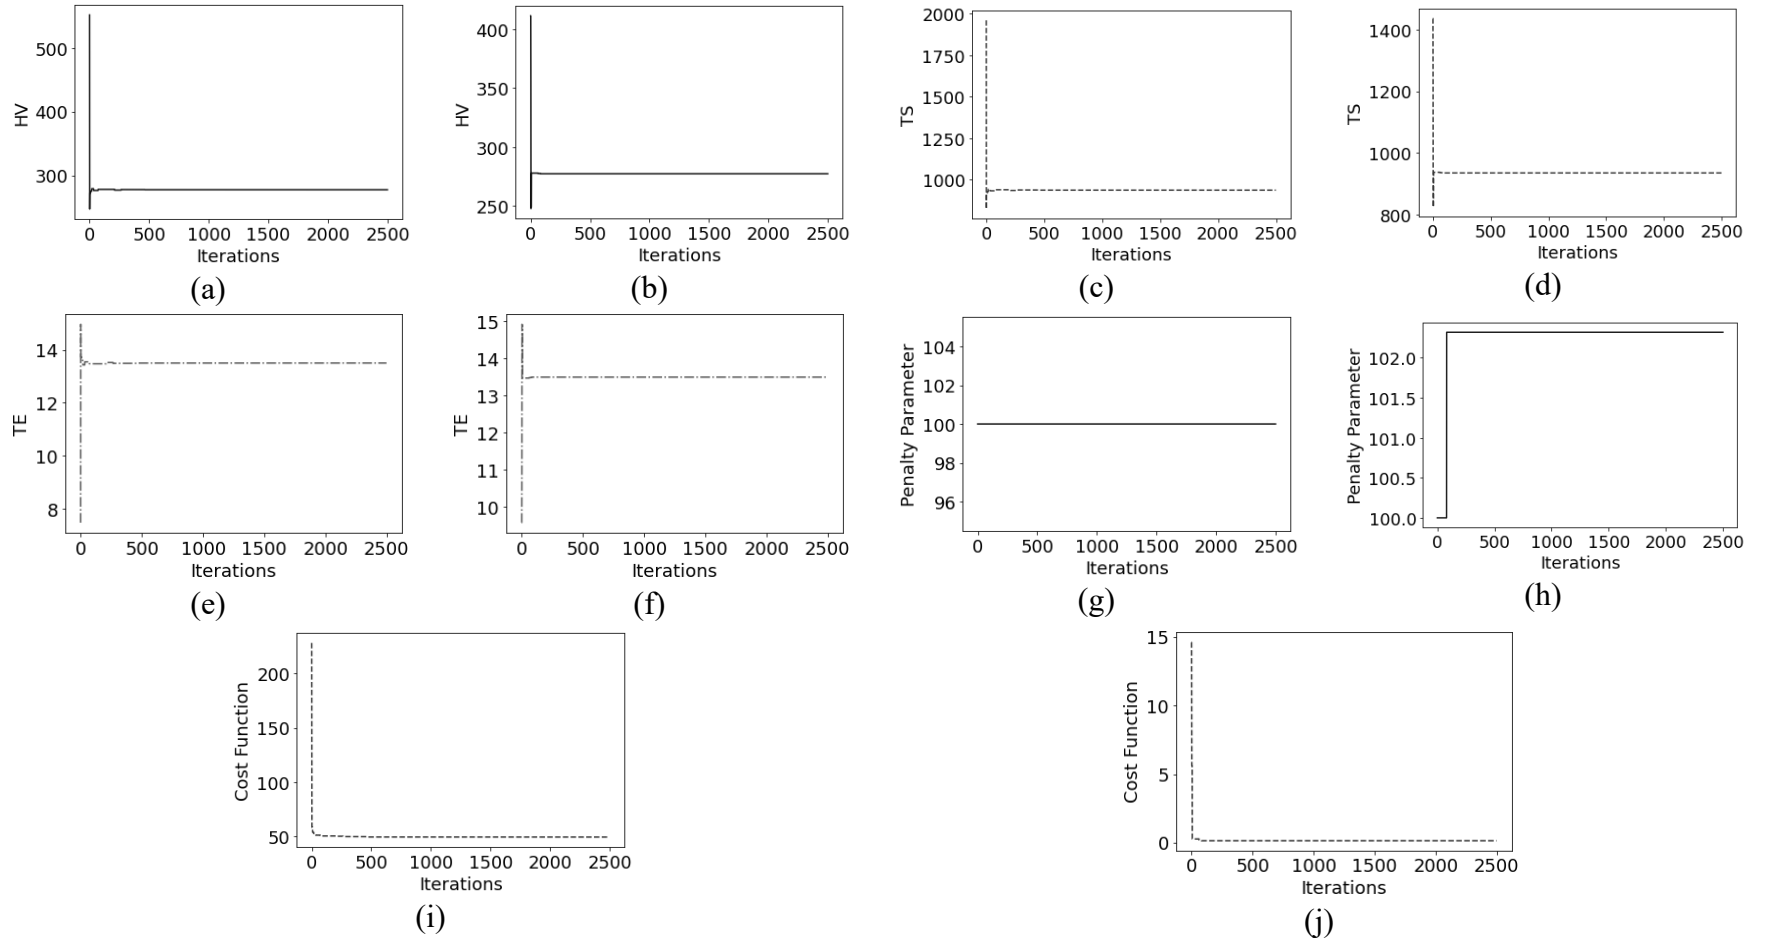 500
400
300
HV
0 500 1000 1500 2000 2500
Iterations
(a)
400
350
300
250
HV
0 500 1000 1500 2000 2500
Iterations
(b)
2000
1750
1500
1250
1000
TS
0 500 1000 1500 2000 2500
Iterations
(c)
1400
1200
1000
800
TS
0 500 1000 1500 2000 2500
Iterations
(d)
14
12
10
8
TE
0 500 1000 1500 2000 2500
Iterations
(e)
15
14
13
12
11
10
TE
0 500 1000 1500 2000 2500
Iterations
(f)
104
102
100
98
96
Penalty Parameter
0 500 1000 1500 2000 2500
Iterations
(g)
102.0
101.5
101.0
100.5
100.0
Penalty Parameter
0 500 1000 1500 2000 2500
Iterations
(h)
200
150
100
50
Cost Function
0 500 1000 1500 2000 2500
Iterations
(i)
15
10
5
0
Cost Function
0 500 1000 1500 2000 2500
Iterations
(j)